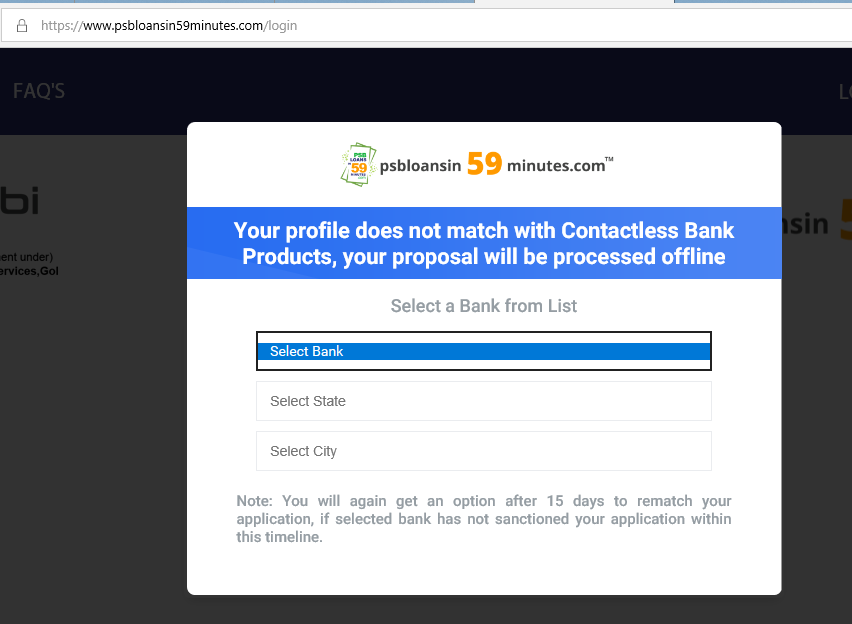 https://www.psbloansin59minutes.com/login
FAQ'S
LO
bi
ment under)
ervices,GoI
PSB
LOANS
IN 59
MINUTES
psbloansin 59 minutes.com™
nsin 5
Your profile does not match with Contactless Bank
Products, your proposal will be processed offline
Select a Bank from List
Select Bank
Select State
Select City
Note: You will again get an option after 15 days to rematch your
application, if selected bank has not sanctioned your application within
this timeline.